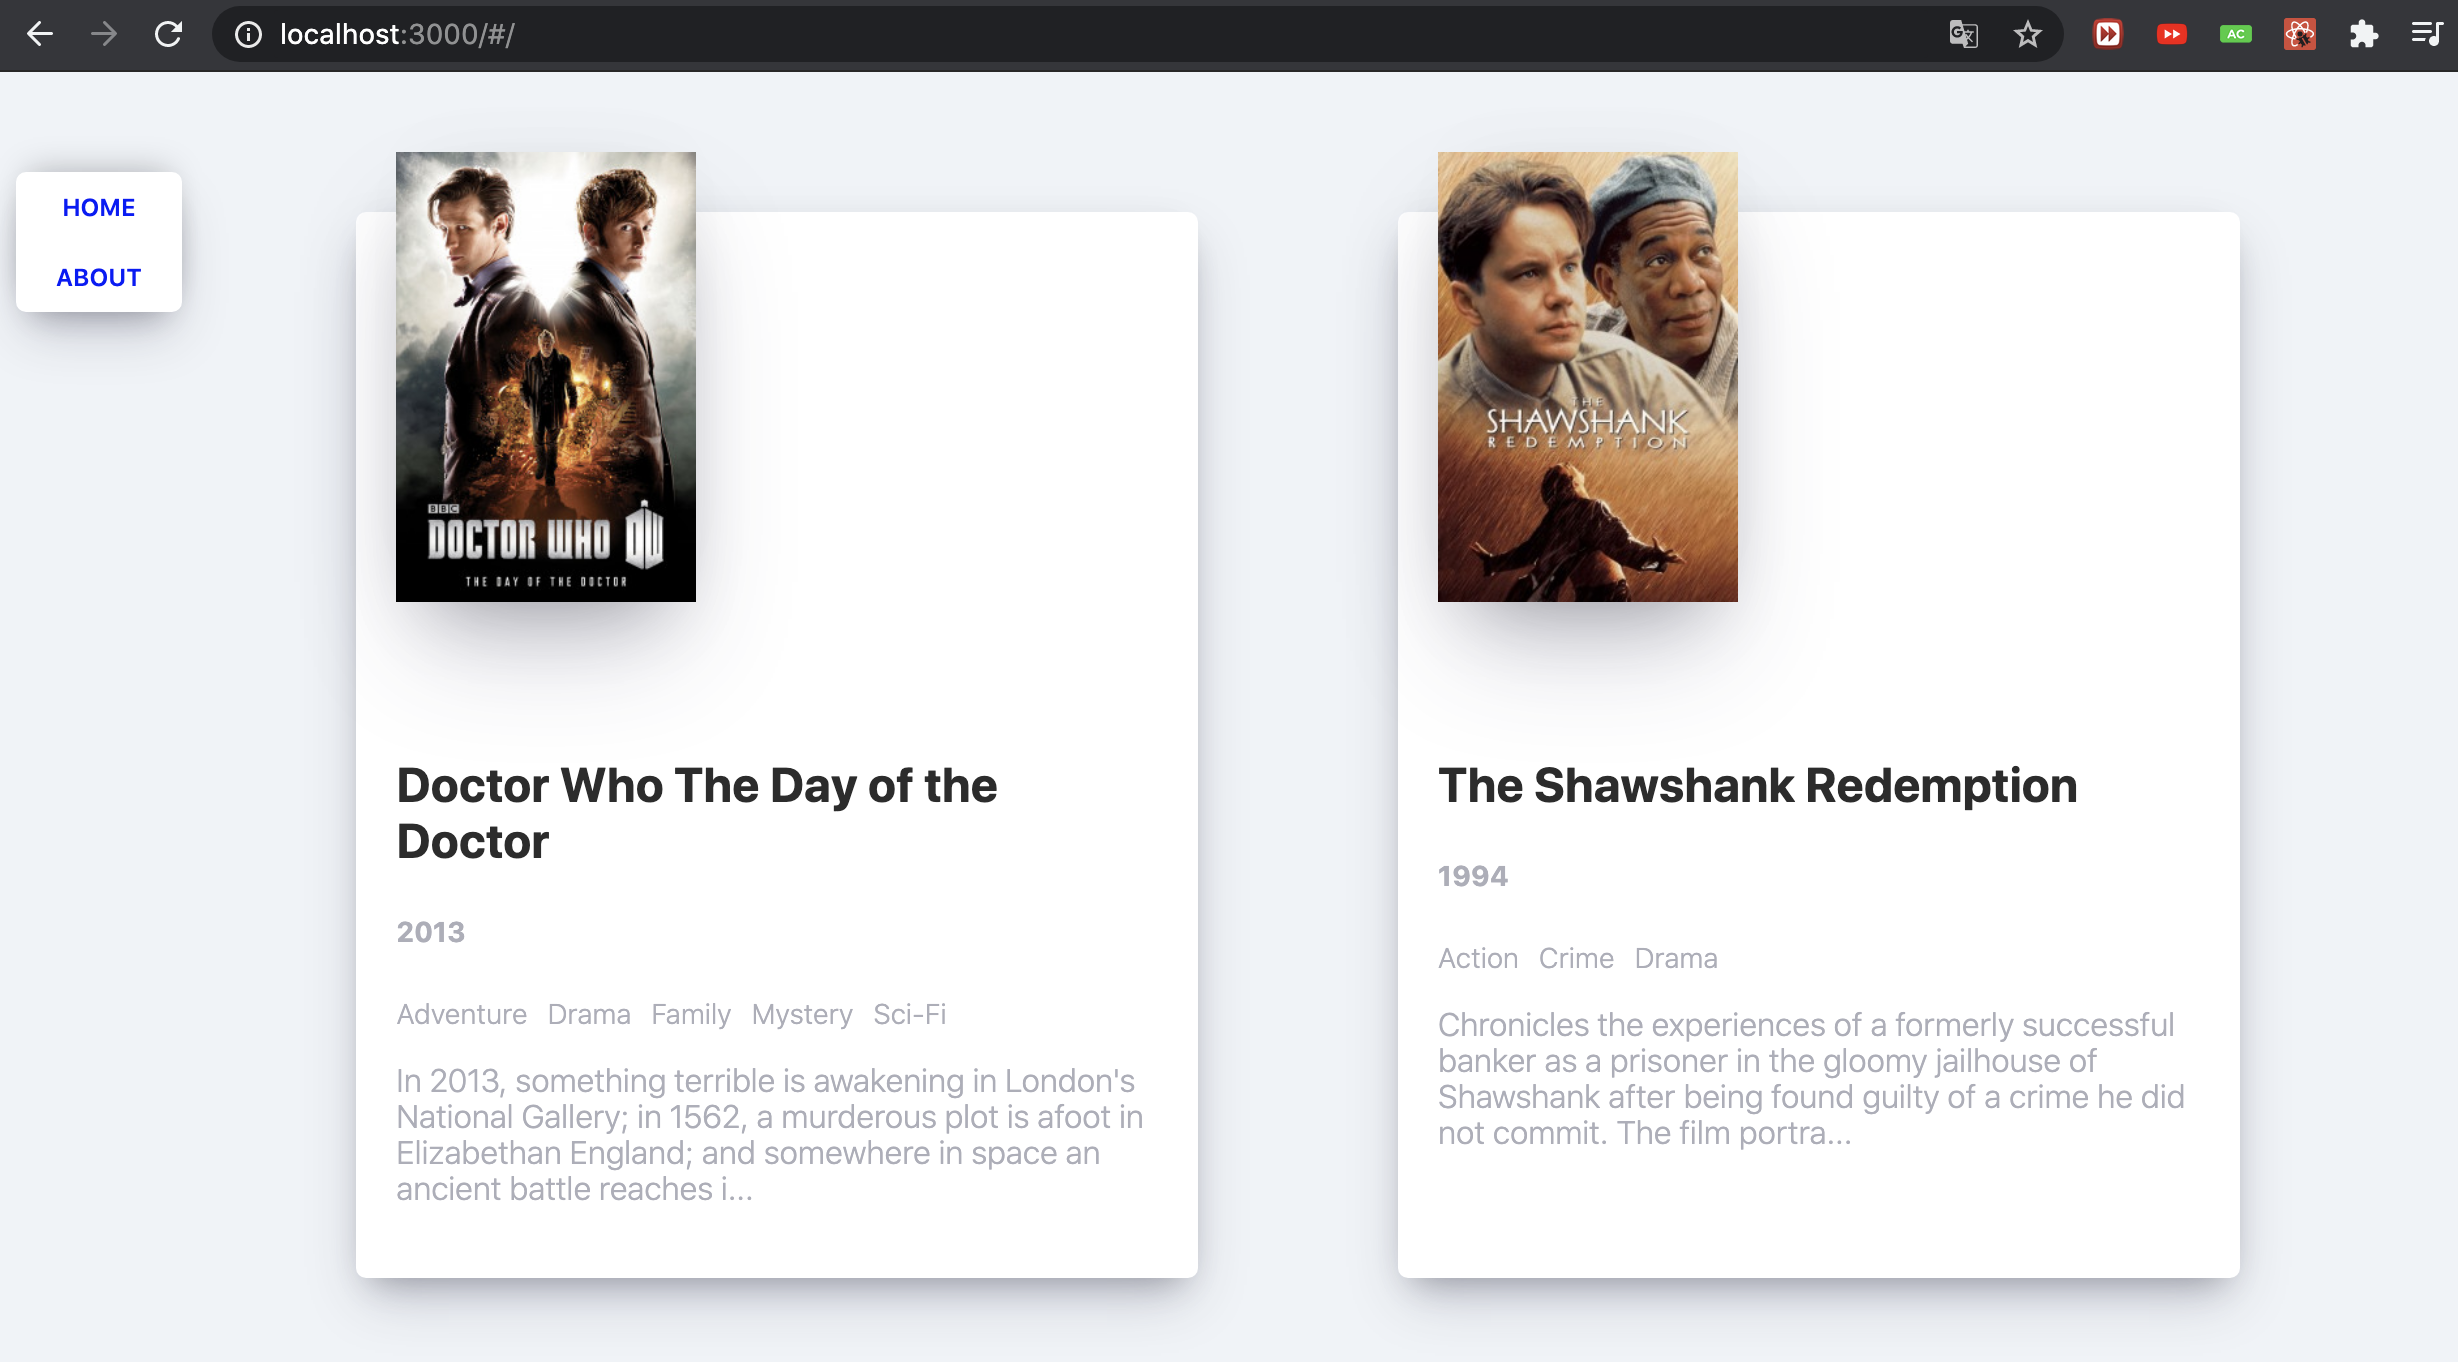 localhost:3000/#/
AC
HOME
ABOUT
BBC
DOCTOR WHO DW
THE DAY OF THE DOCTOR
Doctor Who The Day of the
Doctor
2013
Adventure Drama Family Mystery Sci-Fi
In 2013, something terrible is awakening in London's
National Gallery; in 1562, a murderous plot is afoot in
Elizabethan England; and somewhere in space an
ancient battle reaches i...
THE
SHAWSHANK
REDEMPTION
The Shawshank Redemption
1994
Action Crime Drama
Chronicles the experiences of a formerly successful
banker as a prisoner in the gloomy jailhouse of
Shawshank after being found guilty of a crime he did
not commit. The film portra...